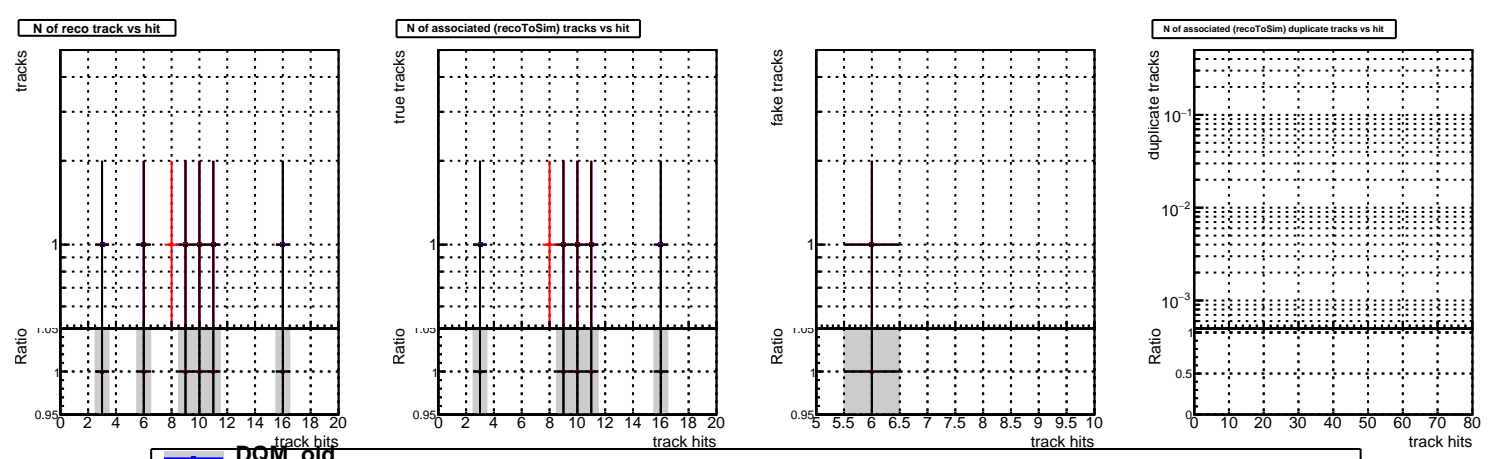 N of reco track vs hit
tracks
1
Ratio
1.05
1
0.95
0 2 4 6 8 10 12 14 16 18 20
track hits
N of associated (recoToSim) tracks vs hit
true tracks
1
Ratio
1.05
1
0.95
0 2 4 6 8 10 12 14 16 18 20
track hits
fake tracks
1
Ratio
1.05
1
0.95
5 5.5 6 6.5 7 7.5 8 8.5 9 9.5 10
track hits
N of associated (recoToSim) duplicate tracks vs hit
duplicate tracks
10⁻¹
10⁻²
10⁻³
Ratio
1
0.5
0
0 10 20 30 40 50 60 70 80
track hits
DQM_old